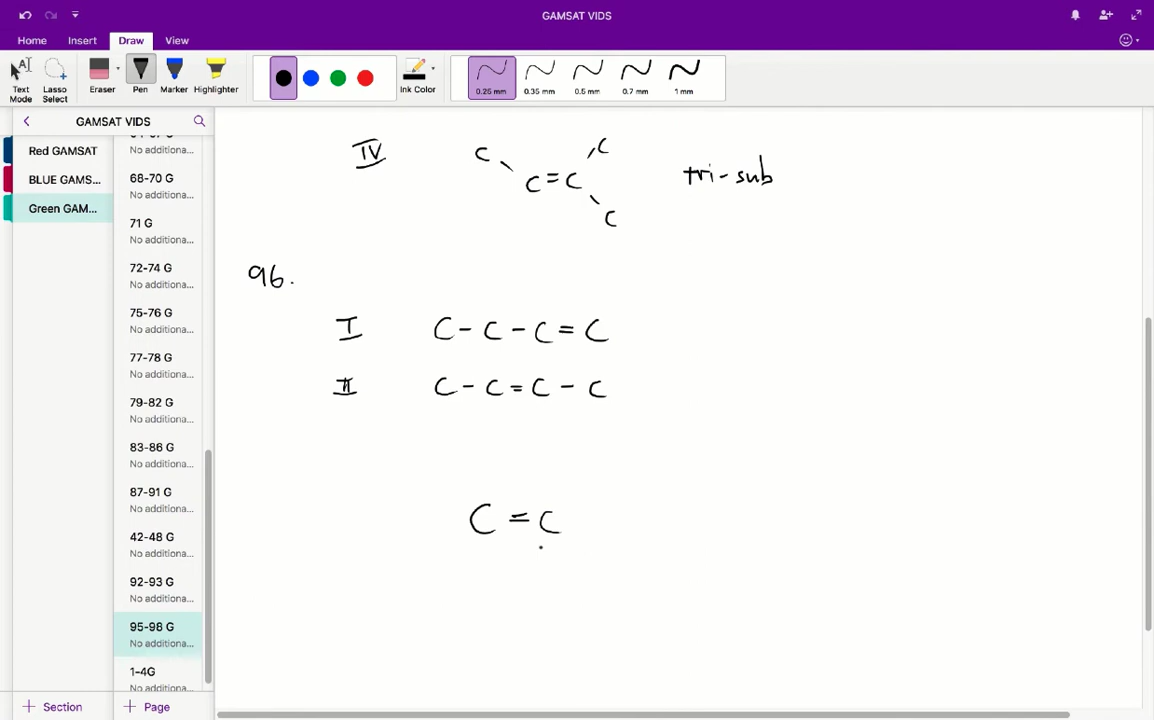 GAMSAT VIDS
Home Insert Draw View
Text Mode
Lasso Select
Eraser
Pen
Marker
Highlighter
Ink Color
0.25 mm
0.35 mm
0.5 mm
0.7 mm
1 mm
GAMSAT VIDS
Red GAMSAT
BLUE GAMS...
Green GAM...
No additiona...
68-70 G
No additiona...
71 G
No additiona...
72-74 G
No additiona...
75-76 G
No additiona...
77-78 G
No additiona...
79-82 G
No additiona...
83-86 G
No additiona...
87-91 G
No additiona...
42-48 G
No additiona...
92-93 G
No additiona...
95-98 G
No additiona...
1-4G
No additiona...
+ Section
+ Page
IV
C C
C=C
C
tri-sub
96.
I C-C-C=C
II C-C=C-C
C=C